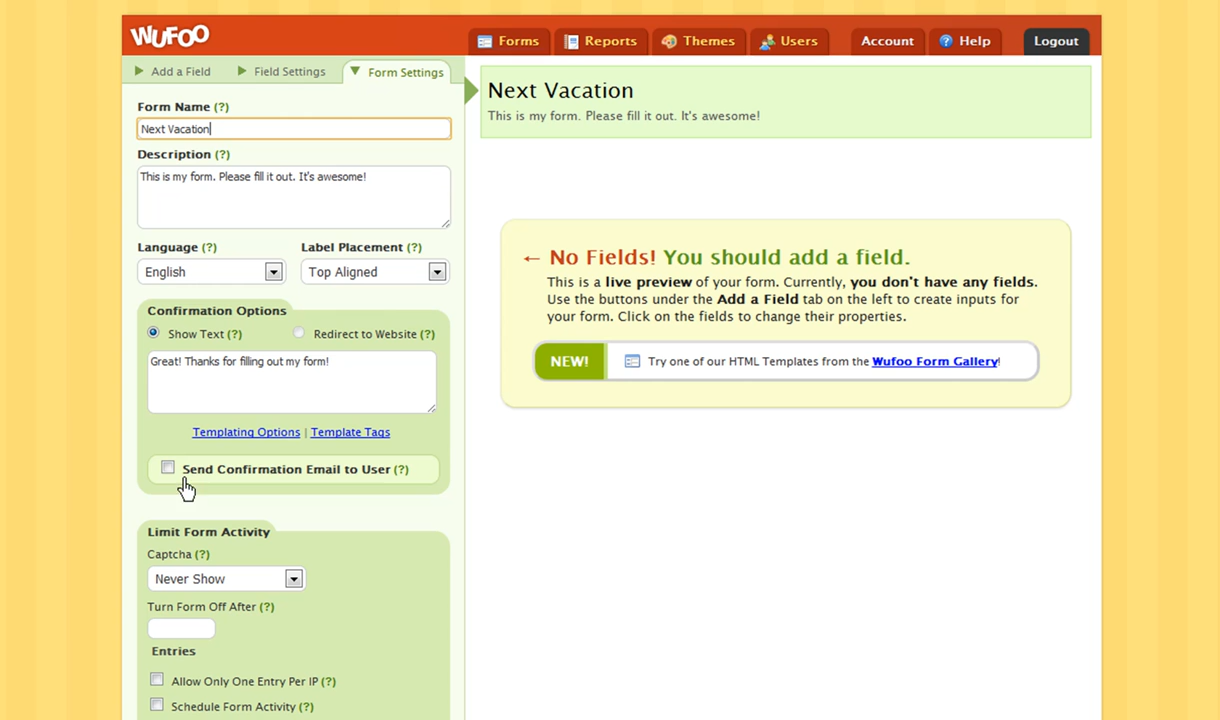 WUFOO
Forms Reports Themes Users Account Help Logout
Add a Field Field Settings Form Settings
Form Name (?)
Next Vacation
Description (?)
This is my form. Please fill it out. It's awesome!
Language (?) Label Placement (?)
English Top Aligned
Confirmation Options
Show Text (?) Redirect to Website (?)
Great! Thanks for filling out my form!
Templating Options | Template Tags
Send Confirmation Email to User (?)
Limit Form Activity
Captcha (?)
Never Show
Turn Form Off After (?)
Entries
Allow Only One Entry Per IP (?)
Schedule Form Activity (?)
Next Vacation
This is my form. Please fill it out. It's awesome!
← No Fields! You should add a field.
This is a live preview of your form. Currently, you don't have any fields.
Use the buttons under the Add a Field tab on the left to create inputs for
your form. Click on the fields to change their properties.
NEW! Try one of our HTML Templates from the Wufoo Form Gallery!